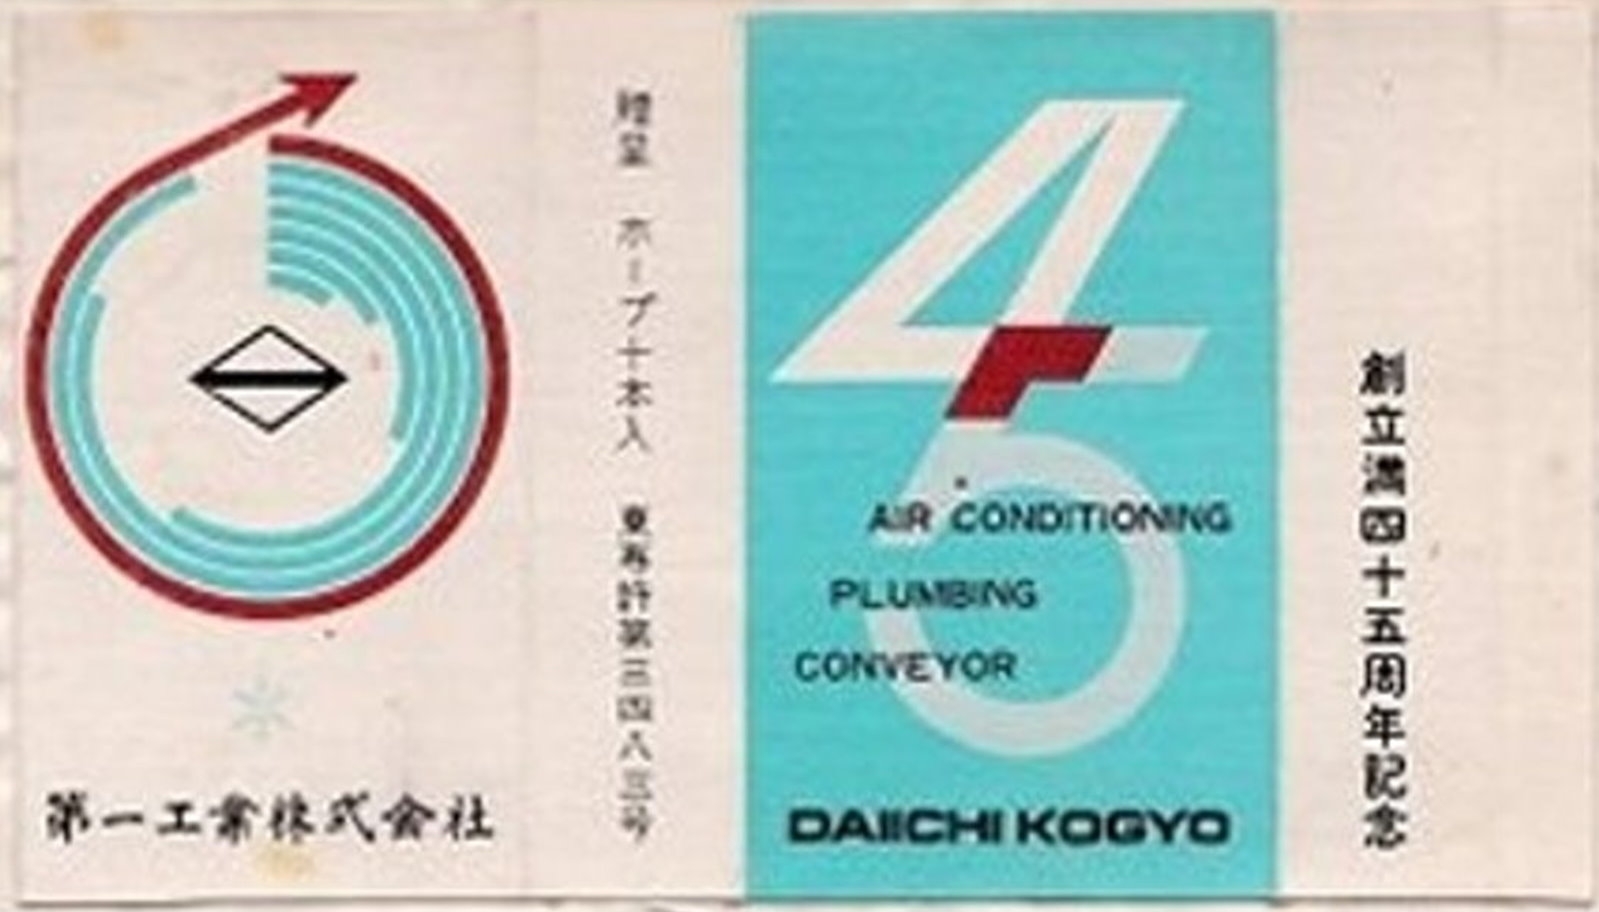 第一工業株式会社
贈呈 ホープ十本入 東専許第三四八三号
45
AIR CONDITIONING
PLUMBING
CONVEYOR
DAIICHI KOGYO
創立満四十五周年記念